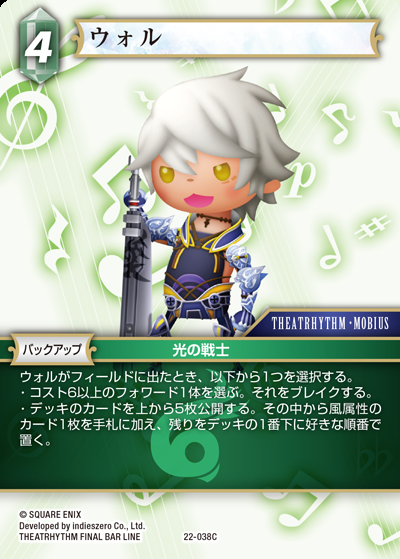 4
ウォル
THEATRHYTHM・MOBIUS
バックアップ
光の戦士
ウォルがフィールドに出たとき、以下から1つを選択する。
・コスト6以上のフォワード1体を選ぶ。それをブレイクする。
・デッキのカードを上から5枚公開する。その中から風属性の
カード1枚を手札に加え、残りをデッキの1番下に好きな順番で
置く。
© SQUARE ENIX
Developed by indieszero Co., Ltd.
THEATRHYTHM FINAL BAR LINE
22-038C